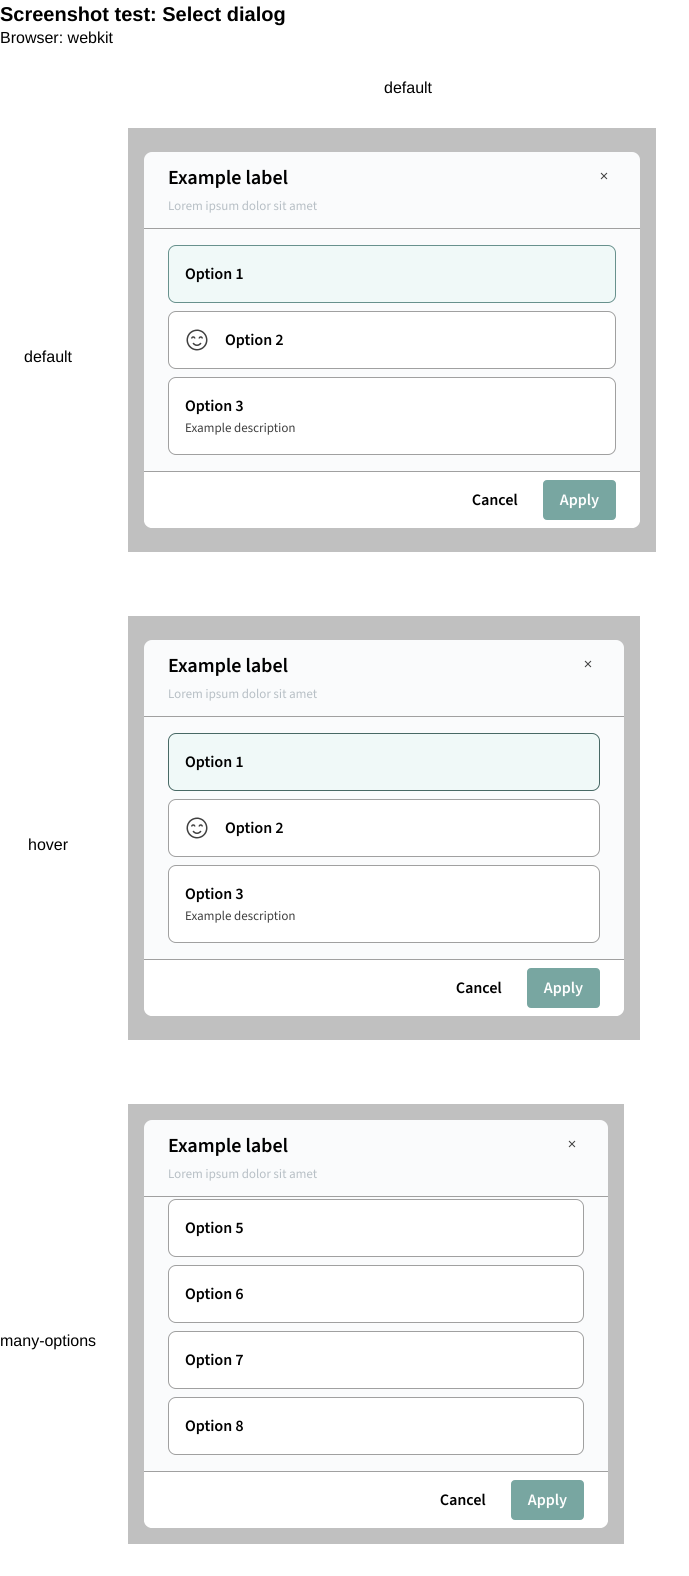 Screenshot test: Select dialog
Browser: webkit
default
default
Example label
×
Lorem ipsum dolor sit amet
Option 1
Option 2
Option 3
Example description
Cancel
Apply
hover
Example label
×
Lorem ipsum dolor sit amet
Option 1
Option 2
Option 3
Example description
Cancel
Apply
many-options
Example label
×
Lorem ipsum dolor sit amet
Option 5
Option 6
Option 7
Option 8
Cancel
Apply